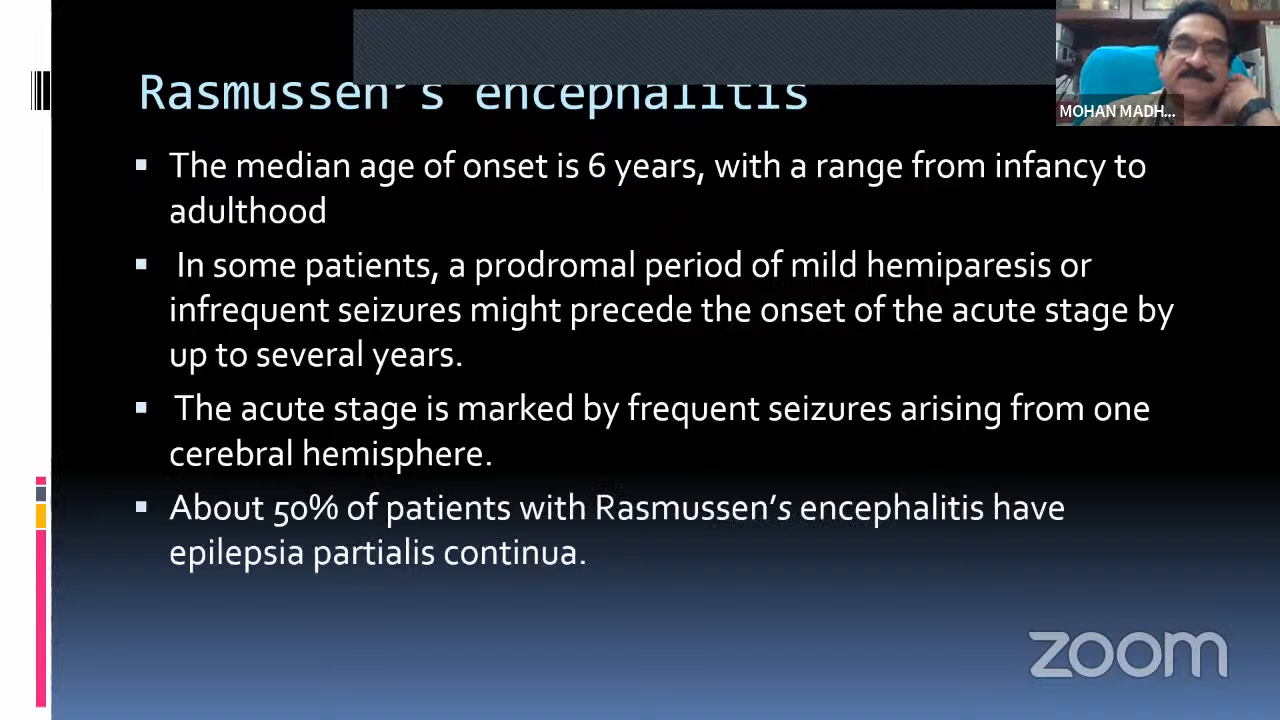 Rasmussen's encephalitis
MOHAN MADH...
▪ The median age of onset is 6 years, with a range from infancy to
adulthood
▪ In some patients, a prodromal period of mild hemiparesis or
infrequent seizures might precede the onset of the acute stage by
up to several years.
▪ The acute stage is marked by frequent seizures arising from one
cerebral hemisphere.
▪ About 50% of patients with Rasmussen's encephalitis have
epilepsia partialis continua.
zoom